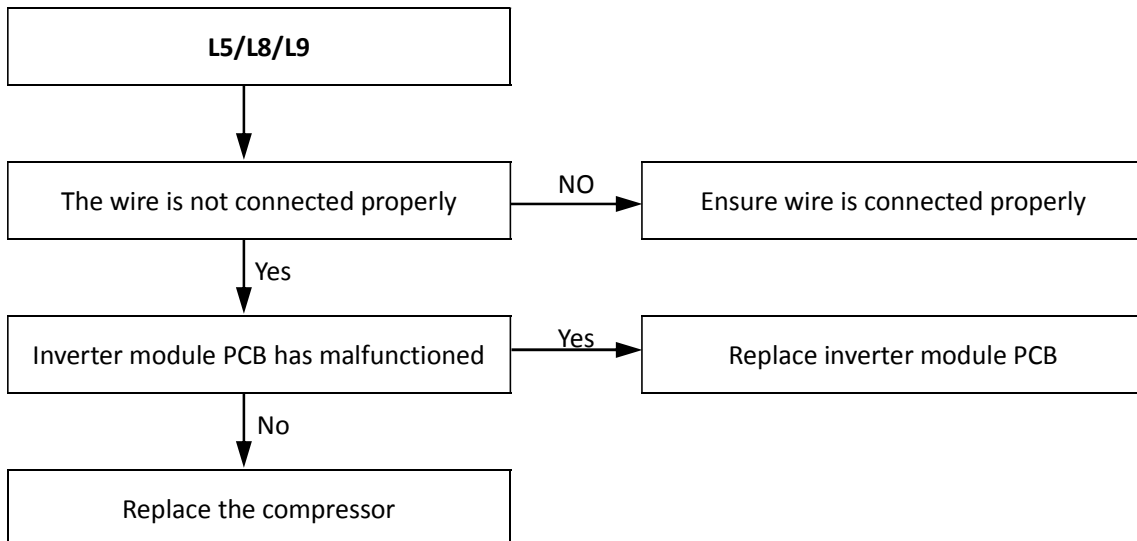 L5/L8/L9
The wire is not connected properly
NO
Ensure wire is connected properly
Yes
Inverter module PCB has malfunctioned
Yes
Replace inverter module PCB
No
Replace the compressor